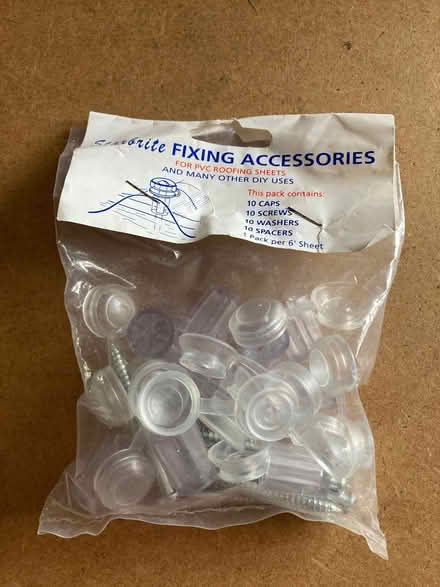 FIXING ACCESSORIES
FOR PVC ROOFING SHEETS
AND MANY OTHER DIY USES
This pack contains:
10 CAPS
10 SCREWS
10 WASHERS
10 SPACERS
1 Pack per 6' Sheet